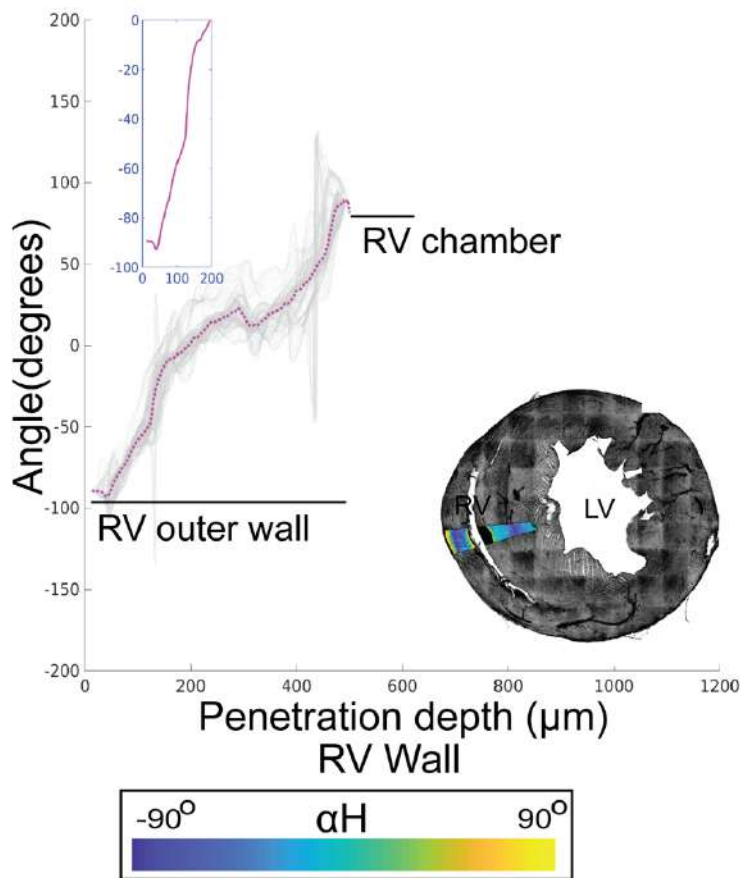 200
150
100
50
0
-50
-100
-150
-200
Angle(degrees)
0
-20
-40
-60
-80
-100
0 100 200
RV chamber
RV outer wall
RV
LV
0 200 400 600 800 1000 1200
Penetration depth (μm)
RV Wall
-90° αH 90°